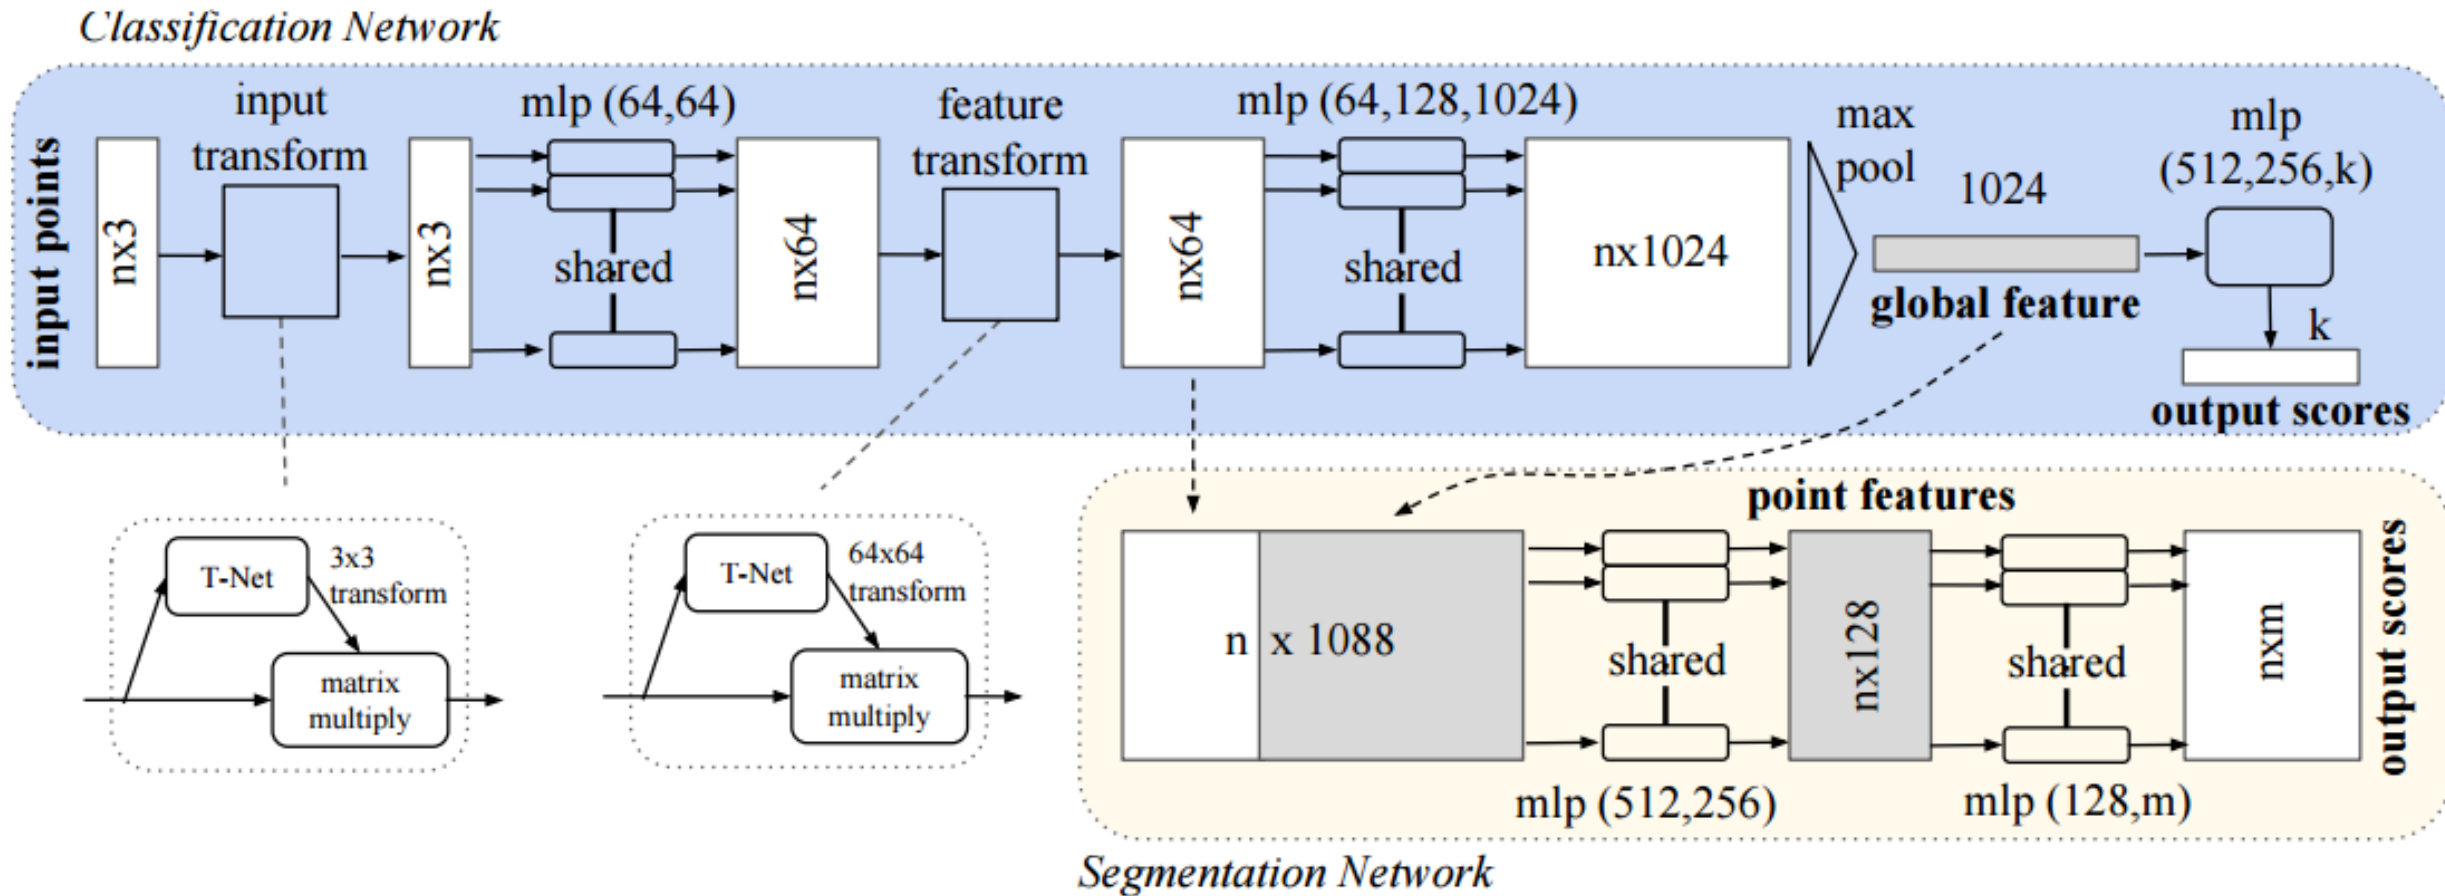 Classification Network
input points
nx3
input
transform
nx3
mlp (64,64)
shared
nx64
feature
transform
nx64
mlp (64,128,1024)
shared
nx1024
max
pool
1024
global feature
mlp
(512,256,k)
k
output scores
T-Net
3x3
transform
matrix
multiply
T-Net
64x64
transform
matrix
multiply
point features
n x 1088
shared
mlp (512,256)
nx128
shared
mlp (128,m)
nxm
output scores
Segmentation Network